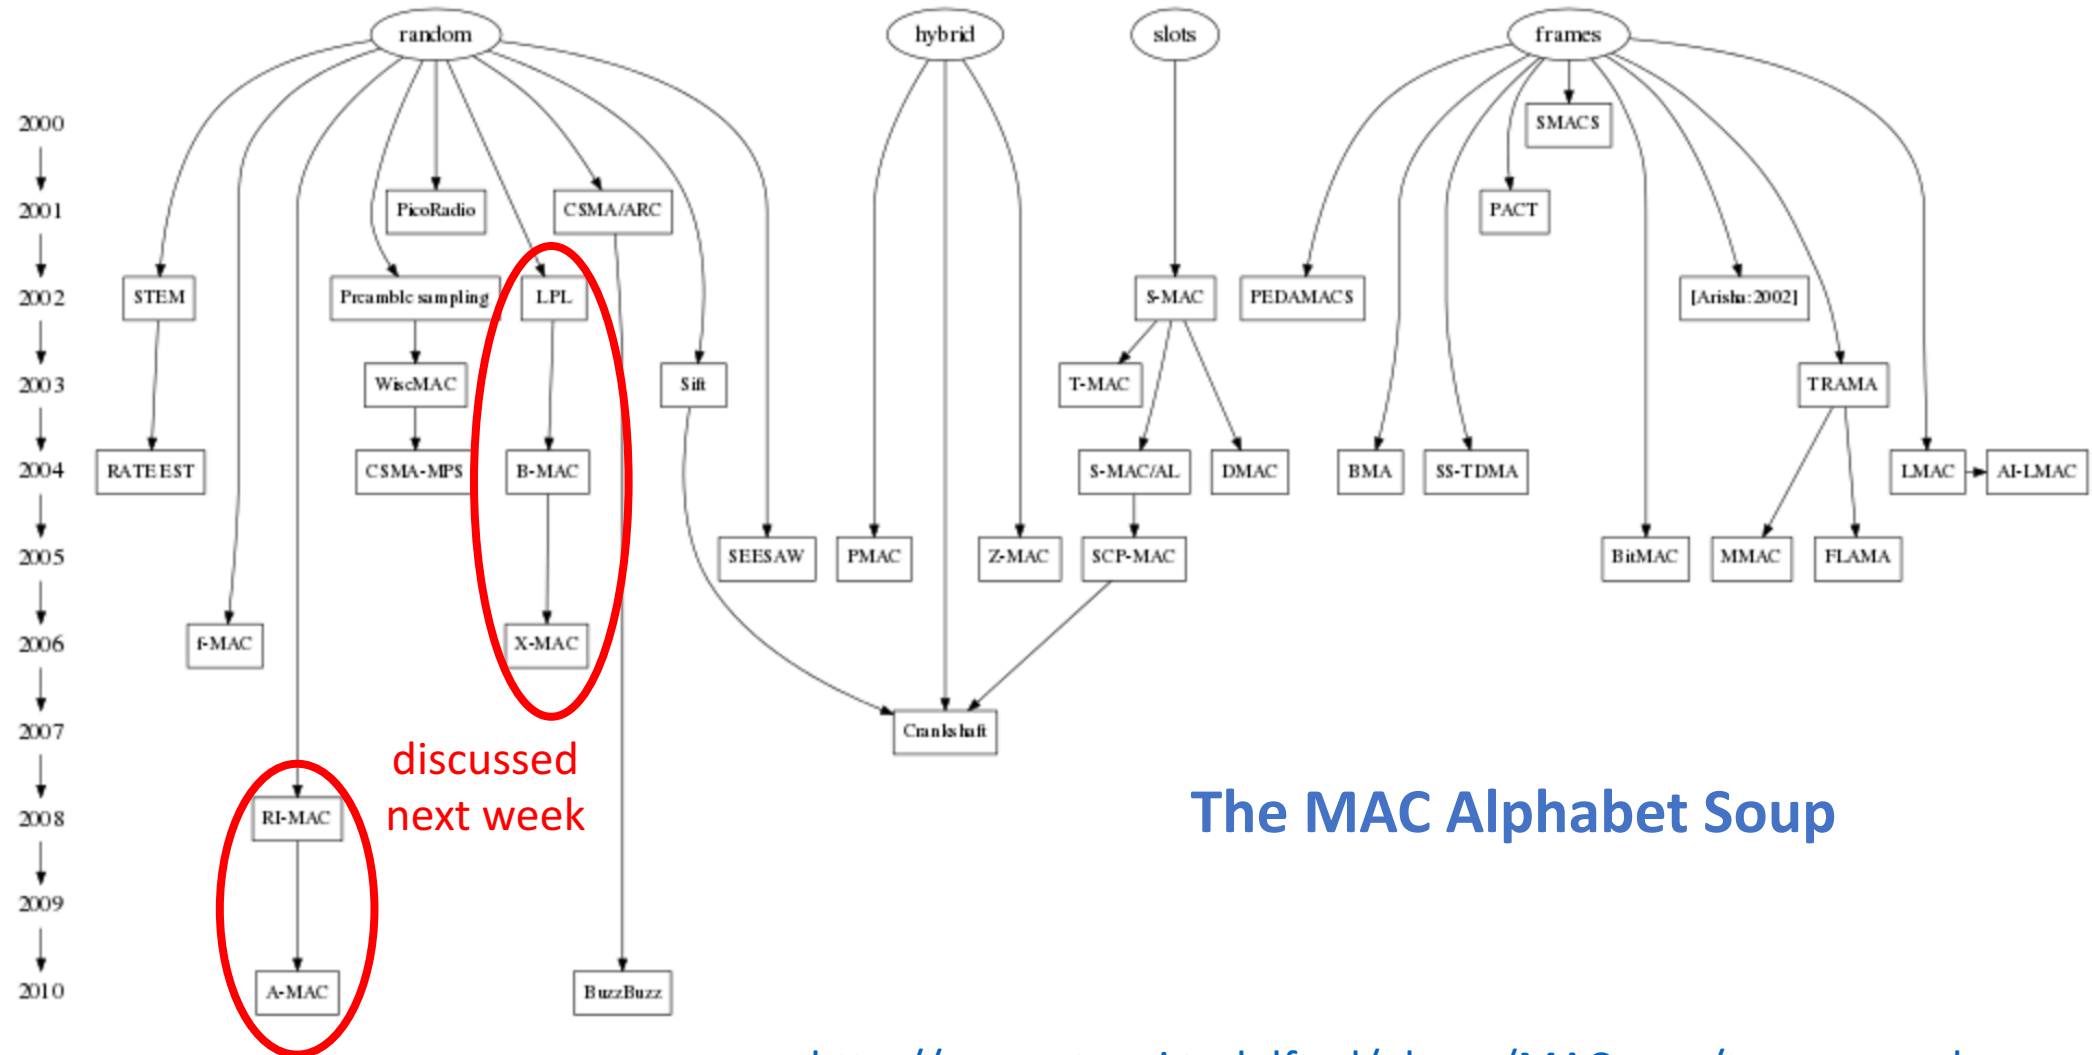 random hybrid slots frames
2000 SMACS
2001 PicoRadio CSMA/ARC PACT
2002 STEM Preamble sampling LPL S-MAC PEDAMACS [Arisha:2002]
2003 WiseMAC Sift T-MAC TRAMA
2004 RATEEST CSMA-MPS B-MAC S-MAC/AL DMAC BMA SS-TDMA LMAC AI-LMAC
2005 SEESAW PMAC Z-MAC SCP-MAC BitMAC MMAC FLAMA
2006 f-MAC X-MAC
2007 Crankshaft
discussed
next week
The MAC Alphabet Soup
2008 RI-MAC
2009
2010 A-MAC BuzzBuzz